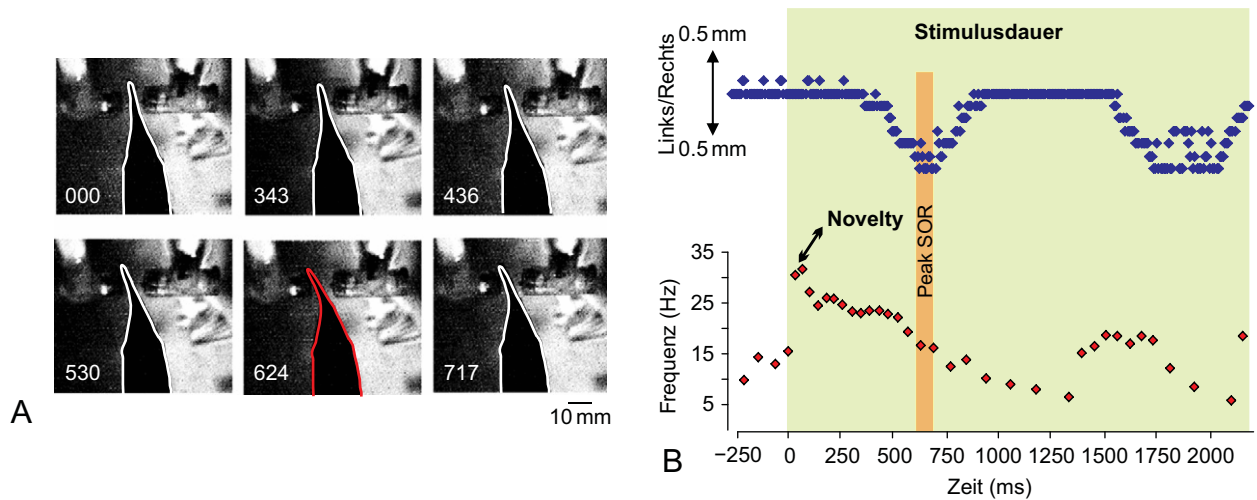 000
343
436
530
624
717
10 mm
A
B
0.5 mm
Links/Rechts
0.5 mm
Stimulusdauer
Novelty
Peak SOR
35
25
15
5
Frequenz (Hz)
−250 0 250 500 750 1000 1250 1500 1750 2000
Zeit (ms)